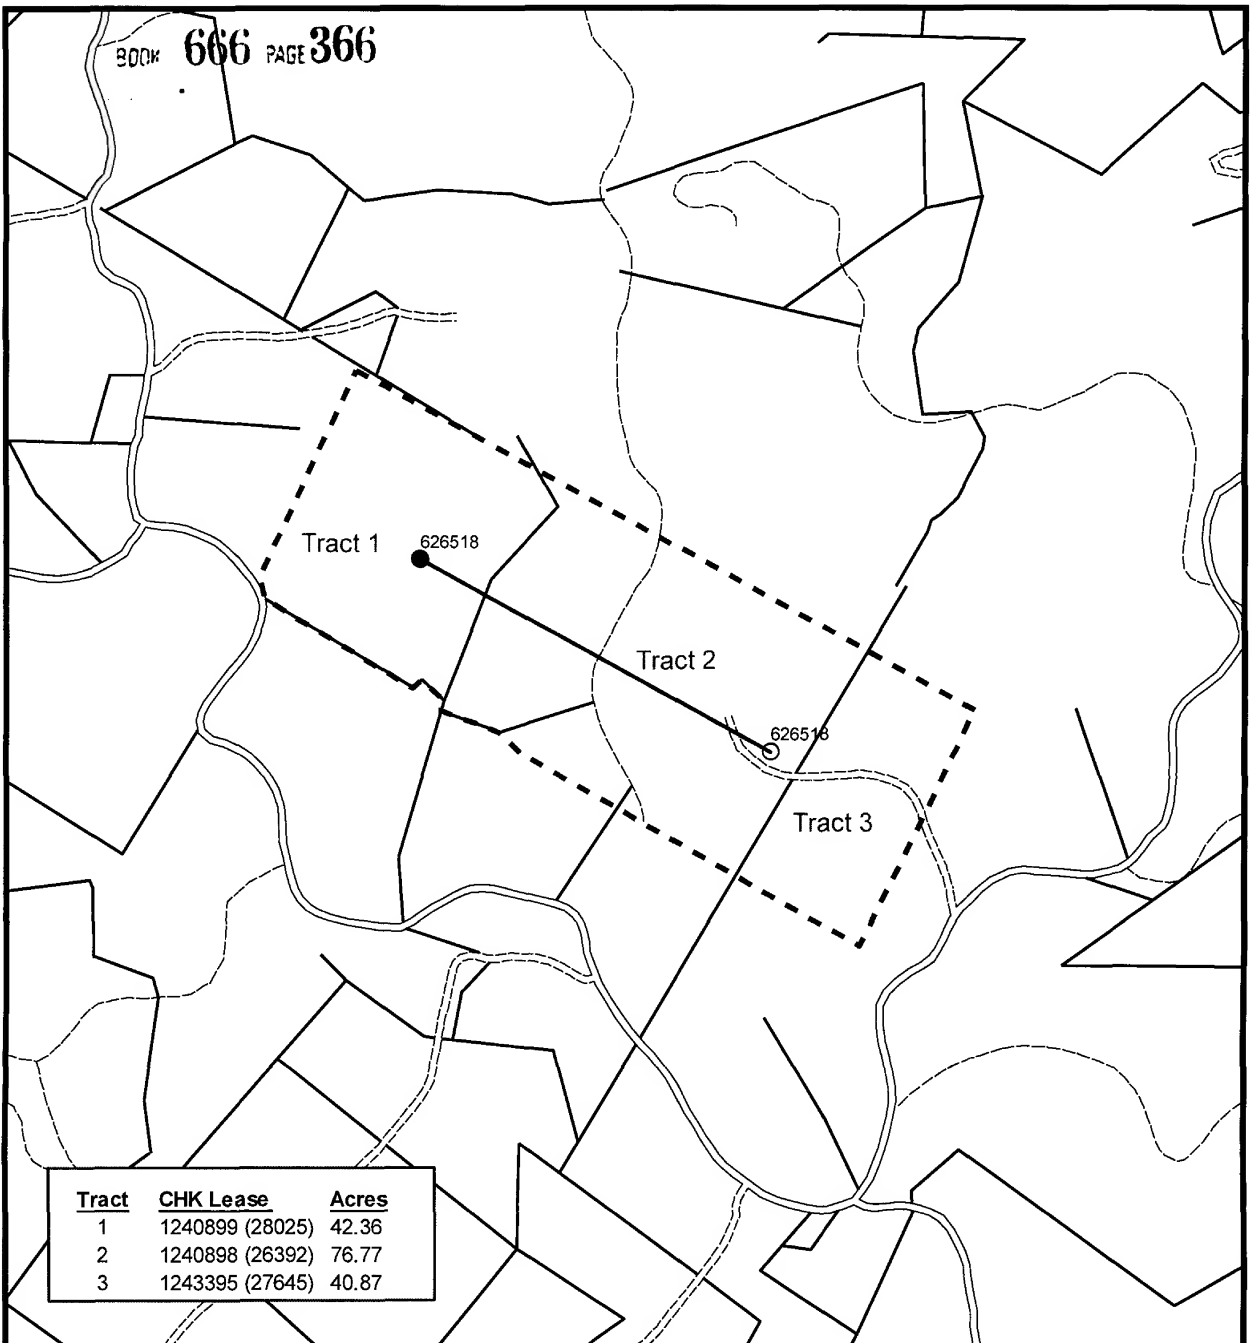 BOOK 666 PAGE 366
Tract 1
626518
Tract 2
626518
Tract 3
Tract CHK Lease Acres
1 1240899 (28025) 42.36
2 1240898 (26392) 76.77
3 1243395 (27645) 40.87